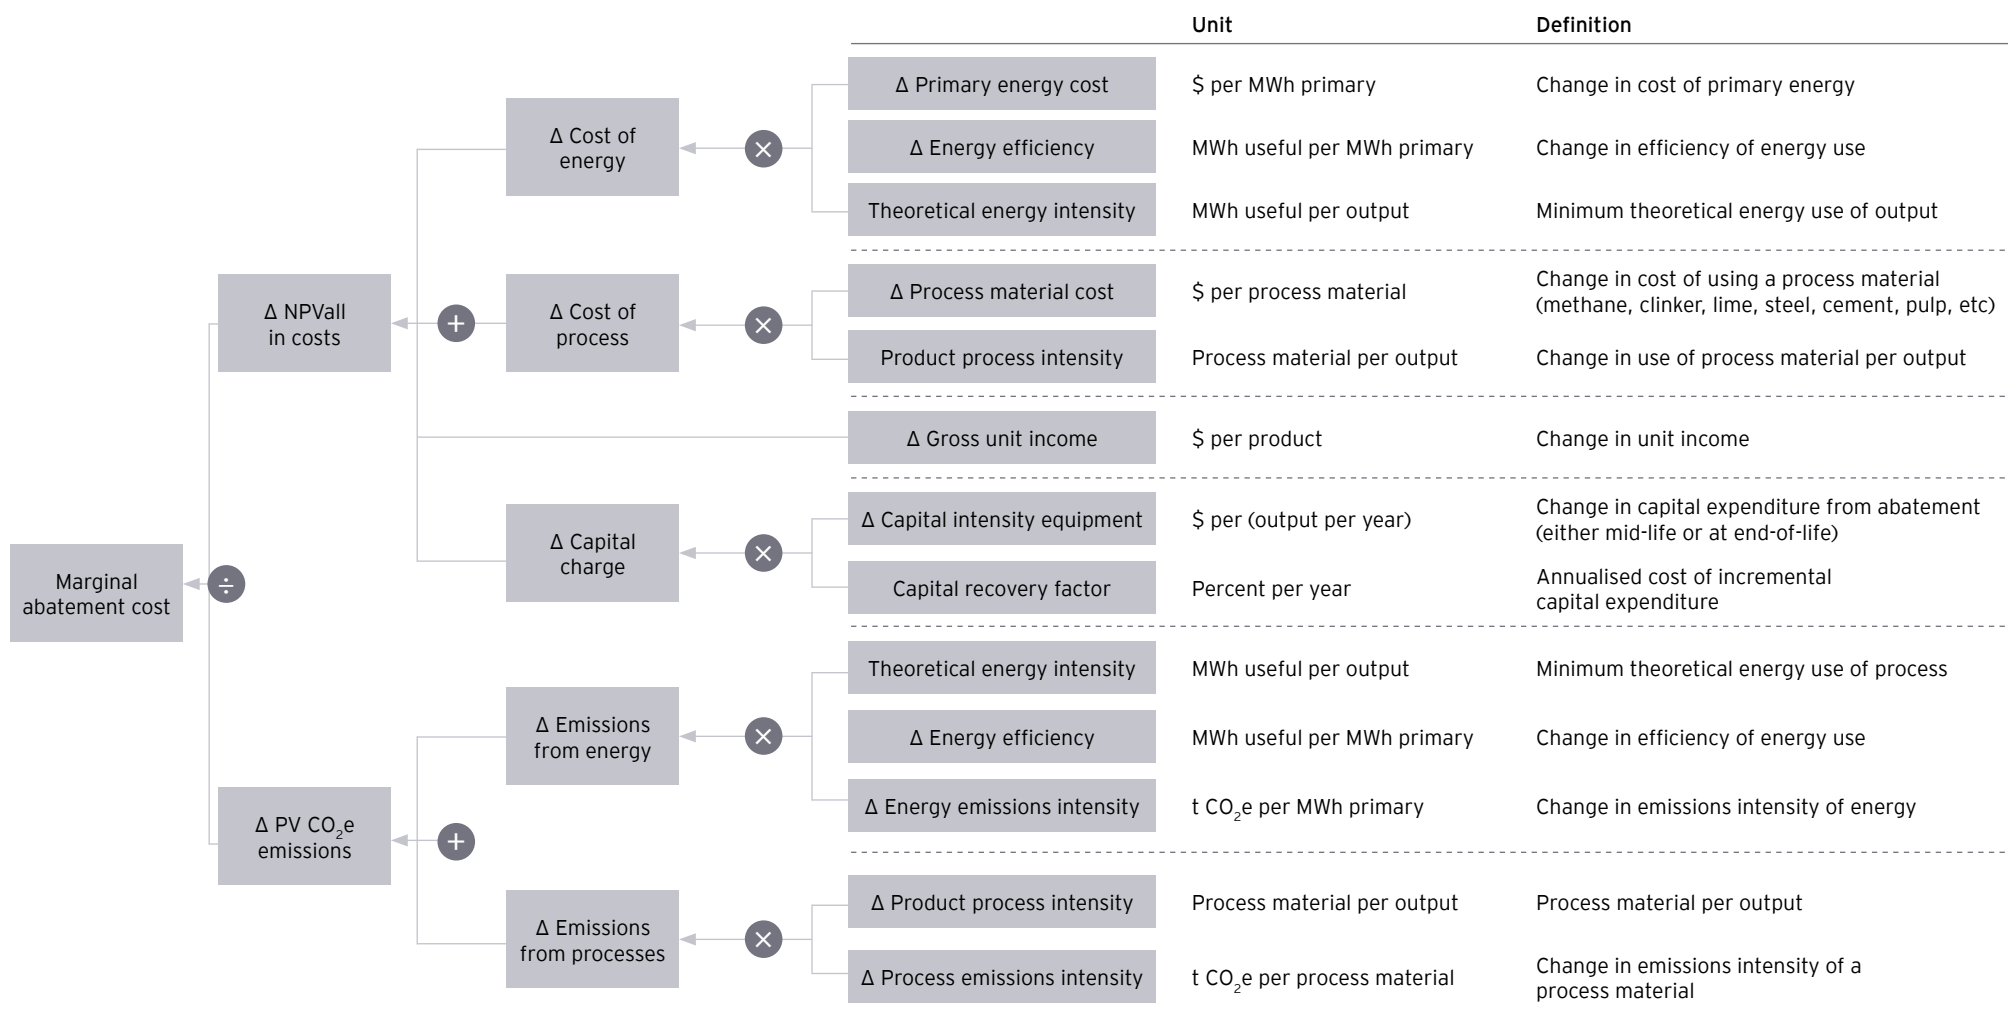 Unit Definition
Δ Primary energy cost $ per MWh primary Change in cost of primary energy
Δ Cost of
energy
Δ Energy efficiency MWh useful per MWh primary Change in efficiency of energy use
Theoretical energy intensity MWh useful per output Minimum theoretical energy use of output
Δ NPVall
in costs
Δ Cost of
process
Δ Process material cost $ per process material Change in cost of using a process material
(methane, clinker, lime, steel, cement, pulp, etc)
Product process intensity Process material per output Change in use of process material per output
Δ Gross unit income $ per product Change in unit income
Δ Capital
charge
Δ Capital intensity equipment $ per (output per year) Change in capital expenditure from abatement
(either mid-life or at end-of-life)
Capital recovery factor Percent per year Annualised cost of incremental
capital expenditure
Marginal
abatement cost
÷
×
+
×
×
Theoretical energy intensity MWh useful per output Minimum theoretical energy use of process
Δ Emissions
from energy
×
Δ Energy efficiency MWh useful per MWh primary Change in efficiency of energy use
Δ Energy emissions intensity t CO₂e per MWh primary Change in emissions intensity of energy
Δ PV CO₂e
emissions
+
Δ Emissions
from processes
×
Δ Product process intensity Process material per output Process material per output
Δ Process emissions intensity t CO₂e per process material Change in emissions intensity of a
process material